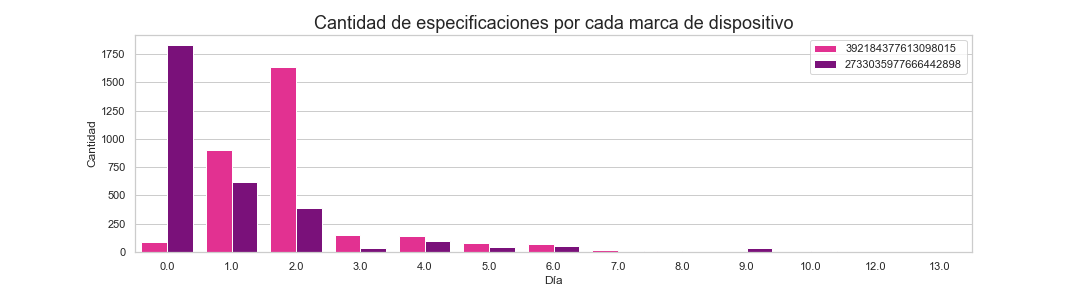 Cantidad de especificaciones por cada marca de dispositivo
392184377613098015
2733035977666442898
Cantidad
1750
1500
1250
1000
750
500
250
0
0.0 1.0 2.0 3.0 4.0 5.0 6.0 7.0 8.0 9.0 10.0 12.0 13.0
Día